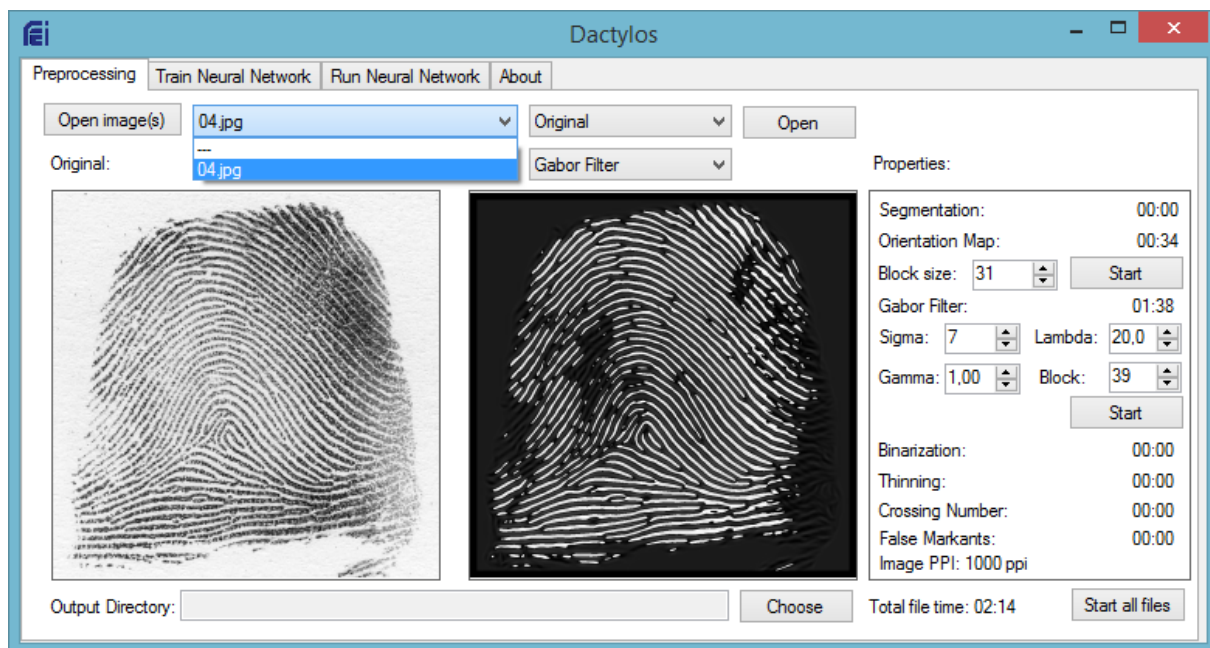 FEI Dactylos
Preprocessing Train Neural Network Run Neural Network About
Open image(s) 04.jpg Original Open
---
Original: 04.jpg Gabor Filter Properties:
Segmentation: 00:00
Orientation Map: 00:34
Block size: 31 Start
Gabor Filter: 01:38
Sigma: 7 Lambda: 20,0
Gamma: 1,00 Block: 39
Start
Binarization: 00:00
Thinning: 00:00
Crossing Number: 00:00
False Markants: 00:00
Image PPI: 1000 ppi
Output Directory: Choose Total file time: 02:14 Start all files